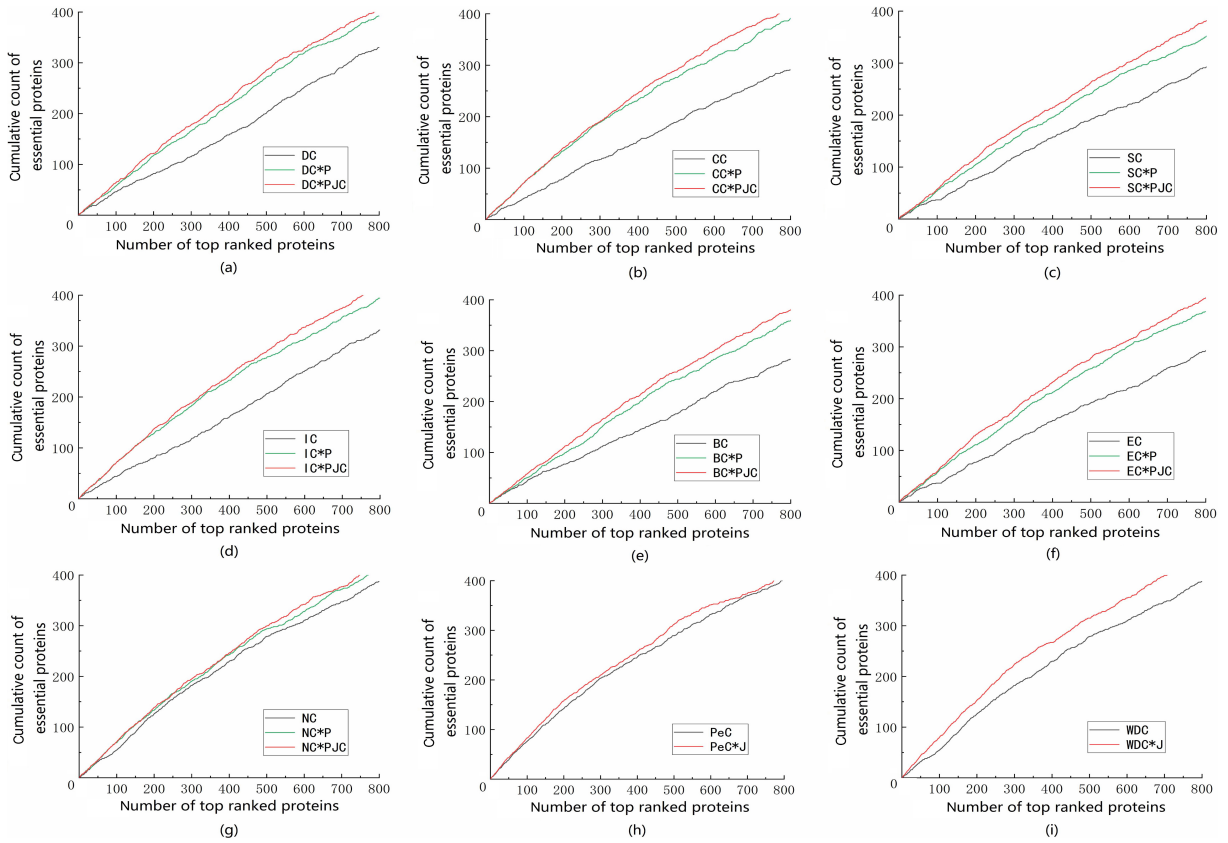 400
300
200
100
0
Cumulative count of
essential proteins
DC
DC*P
DC*PJC
100 200 300 400 500 600 700 800
Number of top ranked proteins
(a)
400
300
200
100
0
Cumulative count of
essential proteins
CC
CC*P
CC*PJC
100 200 300 400 500 600 700 800
Number of top ranked proteins
(b)
400
300
200
100
0
Cumulative count of
essential proteins
SC
SC*P
SC*PJC
100 200 300 400 500 600 700 800
Number of top ranked proteins
(c)
400
300
200
100
0
Cumulative count of
essential proteins
IC
IC*P
IC*PJC
100 200 300 400 500 600 700 800
Number of top ranked proteins
(d)
400
300
200
100
0
Cumulative count of
essential proteins
BC
BC*P
BC*PJC
100 200 300 400 500 600 700 800
Number of top ranked proteins
(e)
400
300
200
100
0
Cumulative count of
essential proteins
EC
EC*P
EC*PJC
100 200 300 400 500 600 700 800
Number of top ranked proteins
(f)
400
300
200
100
0
Cumulative count of
essential proteins
NC
NC*P
NC*PJC
100 200 300 400 500 600 700 800
Number of top ranked proteins
(g)
400
300
200
100
0
Cumulative count of
essential proteins
PeC
PeC*J
100 200 300 400 500 600 700 800
Number of top ranked proteins
(h)
400
300
200
100
0
Cumulative count of
essential proteins
WDC
WDC*J
100 200 300 400 500 600 700 800
Number of top ranked proteins
(i)